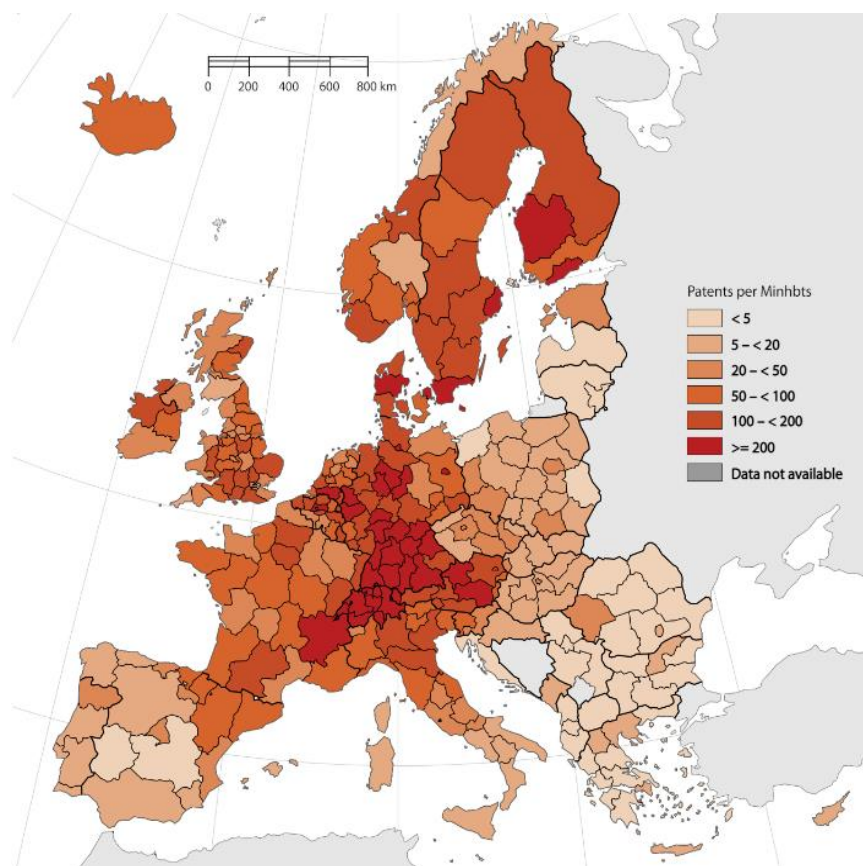 0 200 400 600 800 km
Patents per Minhbts
< 5
5 – < 20
20 – < 50
50 – < 100
100 – < 200
>= 200
Data not available